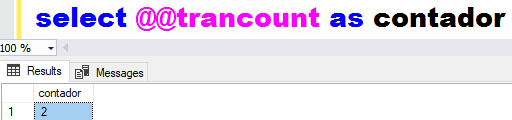 select @@trancount as contador
100 %
Results Messages
contador
1 2